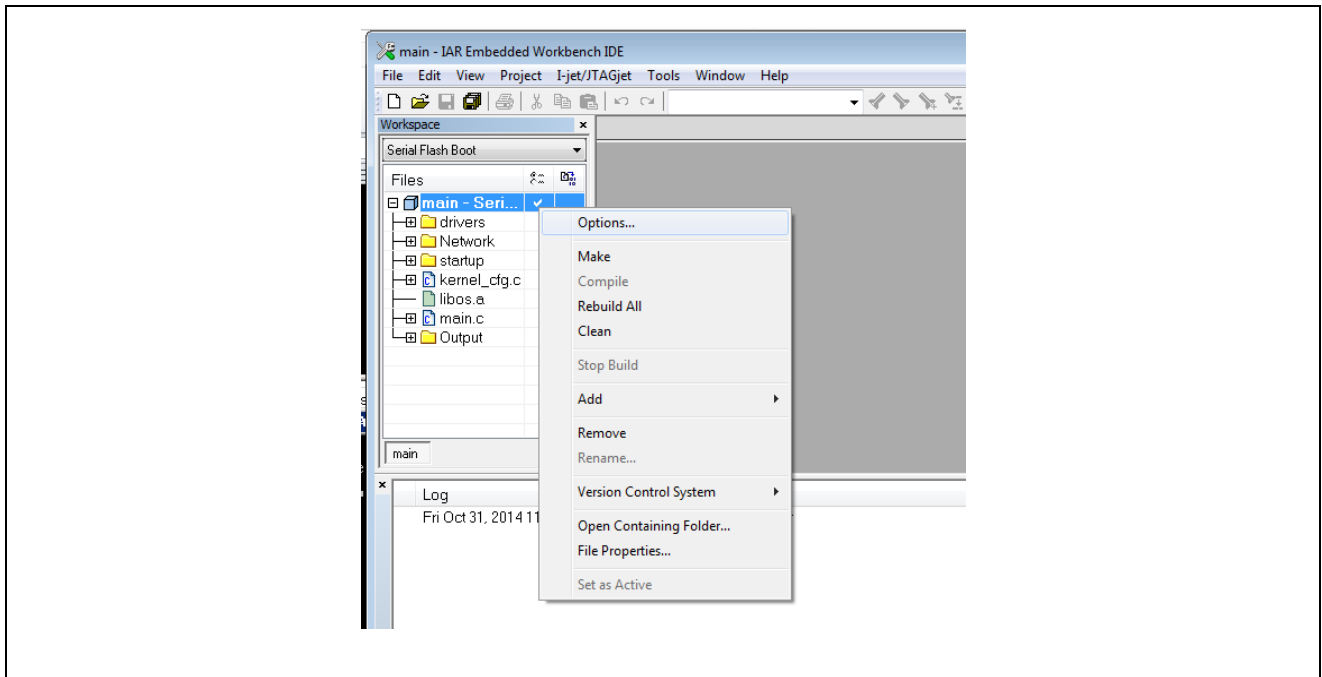 main - IAR Embedded Workbench IDE
File Edit View Project I-jet/JTAGjet Tools Window Help
Workspace
Serial Flash Boot
Files
main - Seri...
drivers
Network
startup
kernel_cfg.c
libos.a
main.c
Output
main
Options...
Make
Compile
Rebuild All
Clean
Stop Build
Add
Remove
Rename...
Version Control System
Open Containing Folder...
File Properties...
Set as Active
Log
Fri Oct 31, 2014 11